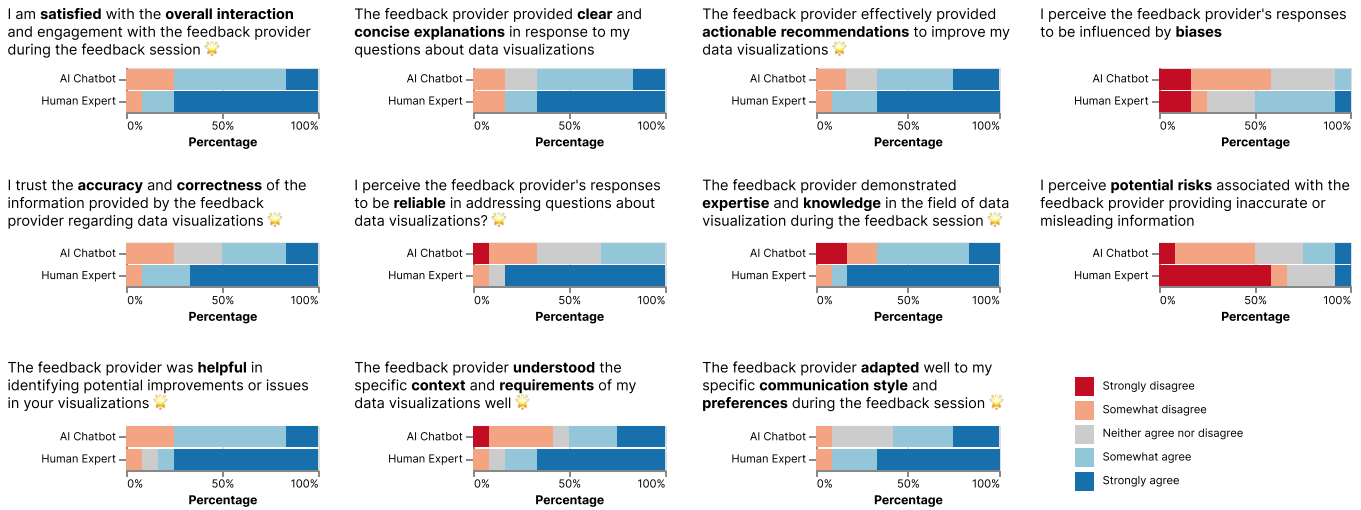 I am satisfied with the overall interaction
and engagement with the feedback provider
during the feedback session 🌟
AI Chatbot
Human Expert
0%
50%
100%
Percentage
The feedback provider provided clear and
concise explanations in response to my
questions about data visualizations
AI Chatbot
Human Expert
0%
50%
100%
Percentage
The feedback provider effectively provided
actionable recommendations to improve my
data visualizations 🌟
AI Chatbot
Human Expert
0%
50%
100%
Percentage
I perceive the feedback provider's responses
to be influenced by biases
AI Chatbot
Human Expert
0%
50%
100%
Percentage
I trust the accuracy and correctness of the
information provided by the feedback
provider regarding data visualizations 🌟
AI Chatbot
Human Expert
0%
50%
100%
Percentage
I perceive the feedback provider's responses
to be reliable in addressing questions about
data visualizations? 🌟
AI Chatbot
Human Expert
0%
50%
100%
Percentage
The feedback provider demonstrated
expertise and knowledge in the field of data
visualization during the feedback session 🌟
AI Chatbot
Human Expert
0%
50%
100%
Percentage
I perceive potential risks associated with the
feedback provider providing inaccurate or
misleading information
AI Chatbot
Human Expert
0%
50%
100%
Percentage
The feedback provider was helpful in
identifying potential improvements or issues
in your visualizations 🌟
AI Chatbot
Human Expert
0%
50%
100%
Percentage
The feedback provider understood the
specific context and requirements of my
data visualizations well 🌟
AI Chatbot
Human Expert
0%
50%
100%
Percentage
The feedback provider adapted well to my
specific communication style and
preferences during the feedback session 🌟
AI Chatbot
Human Expert
0%
50%
100%
Percentage
Strongly disagree
Somewhat disagree
Neither agree nor disagree
Somewhat agree
Strongly agree